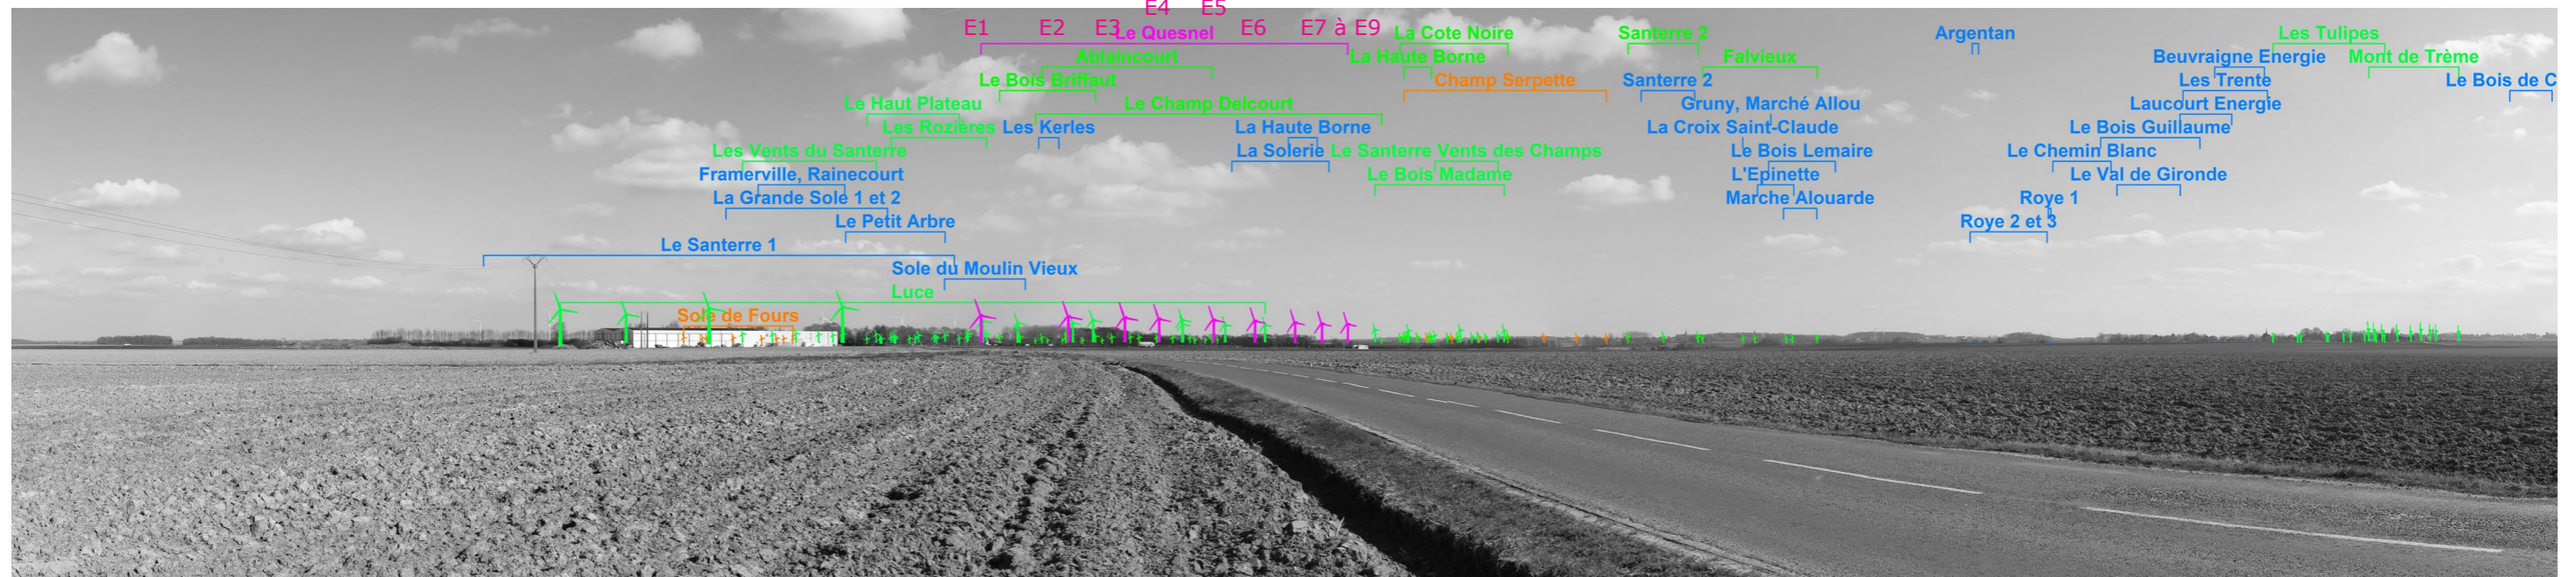 E4 E5
E1 E2 E3 E6 E7 à E9
Le Quesnel La Cote Noire Santerre 2 Argentan Les Tulipes
Ablaincourt La Haute Borne Falvieux Beuvraigne Energie Mont de Trème
Le Bois Briffaut Champ Serpette Santerre 2 Les Trente Le Bois de C
Le Haut Plateau Le Champ Delcourt Gruny, Marché Allou Laucourt Energie
Les Rozières Les Kerles La Haute Borne La Croix Saint-Claude Le Bois Guillaume
Les Vents du Santerre La Solerie Le Santerre Vents des Champs Le Bois Lemaire Le Chemin Blanc
Framerville, Rainecourt Le Bois Madame L'Epinette Le Val de Gironde
La Grande Sole 1 et 2 Marche Alouarde Roye 1
Le Petit Arbre Roye 2 et 3
Le Santerre 1
Sole du Moulin Vieux
Luce
Sole de Fours